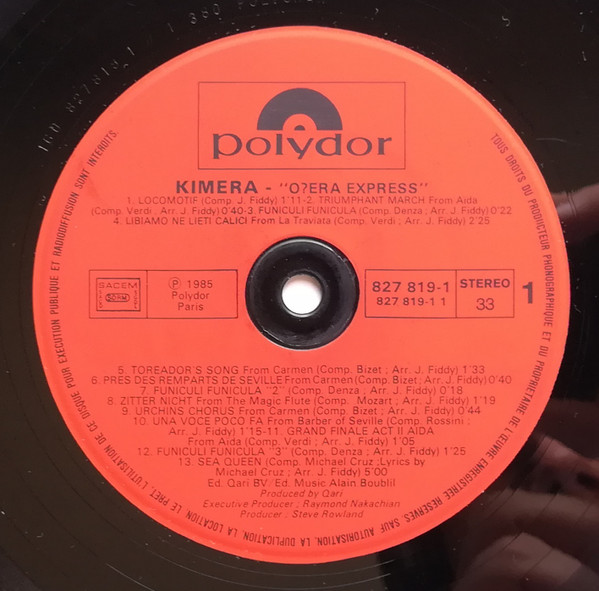 polydor
KIMERA - "O?ERA EXPRESS"
1. LOCOMOTIF (Comp. J. Fiddy) 1'11-2. TRIUMPHANT MARCH From Aida
(Comp. Verdi . Arr. J. Fiddy) 0'40-3. FUNICULI FUNICULA (Comp. Denza ; Arr. J. Fiddy) 0'22
4. LIBIAMO NE LIETI CALICI From La Traviata (Comp. Verdi ; Arr. J. Fiddy) 2'25
SACEM
SDRM
℗ 1985
Polydor
Paris
827 819-1
827 819-1 1
STEREO
33
1
5. TOREADOR'S SONG From Carmen (Comp. Bizet ; Arr. J. Fiddy) 1'33
6. PRES DES REMPARTS DE SEVILLE From Carmen (Comp. Bizet ; Arr. J. Fiddy) 0'40
7. FUNICULI FUNICULA "2" (Comp. Denza ; Arr. J. Fiddy) 0'18
8. ZITTER NICHT From The Magic Flute (Comp. Mozart ; Arr. J. Fiddy) 1'19
9. URCHINS CHORUS From Carmen (Comp. Bizet ; Arr. J. Fiddy) 0'44
10. UNA VOCE POCO FA From Barber of Seville (Comp. Rossini ;
Arr. J. Fiddy) 1'15-11. GRAND FINALE ACT II AIDA
From Aida (Comp. Verdi ; Arr. J. Fiddy) 1'05
12. FUNICULI FUNICULA "3" (Comp. Denza ; Arr. J. Fiddy) 1'25
13. SEA QUEEN (Comp. Michael Cruz ; Lyrics by
Michael Cruz ; Arr. J. Fiddy) 5'00
Ed. Qari BV/ Ed. Music Alain Boublil
Produced by Qari
Executive Producer ; Raymond Nakachian
Producer : Steve Rowland
TOUS DROITS DU PRODUCTEUR PHONOGRAPHIQUE ET DU PROPRIETAIRE DE L'ŒUVRE ENREGISTREE RESERVES. SAUF AUTORISATION, LA DUPLICATION, LA LOCATION, LE PRET, L'UTILISATION DE CE DISQUE POUR EXECUTION PUBLIQUE ET RADIODIFFUSION SONT INTERDITS.